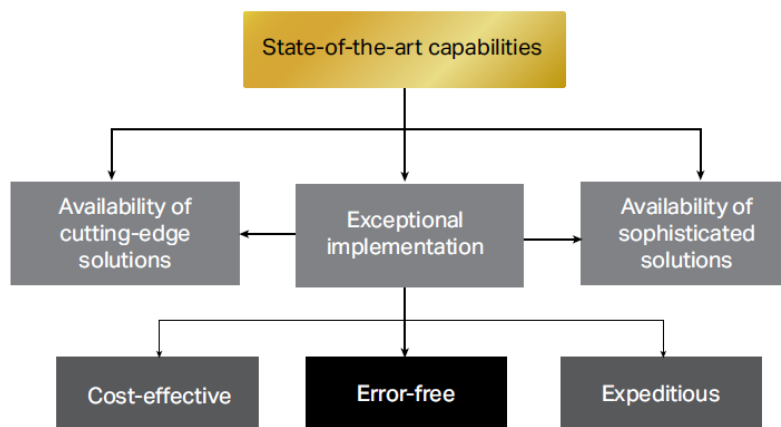 State-of-the-art capabilities
Availability of
cutting-edge
solutions
Exceptional
implementation
Availability of
sophisticated
solutions
Cost-effective
Error-free
Expeditious